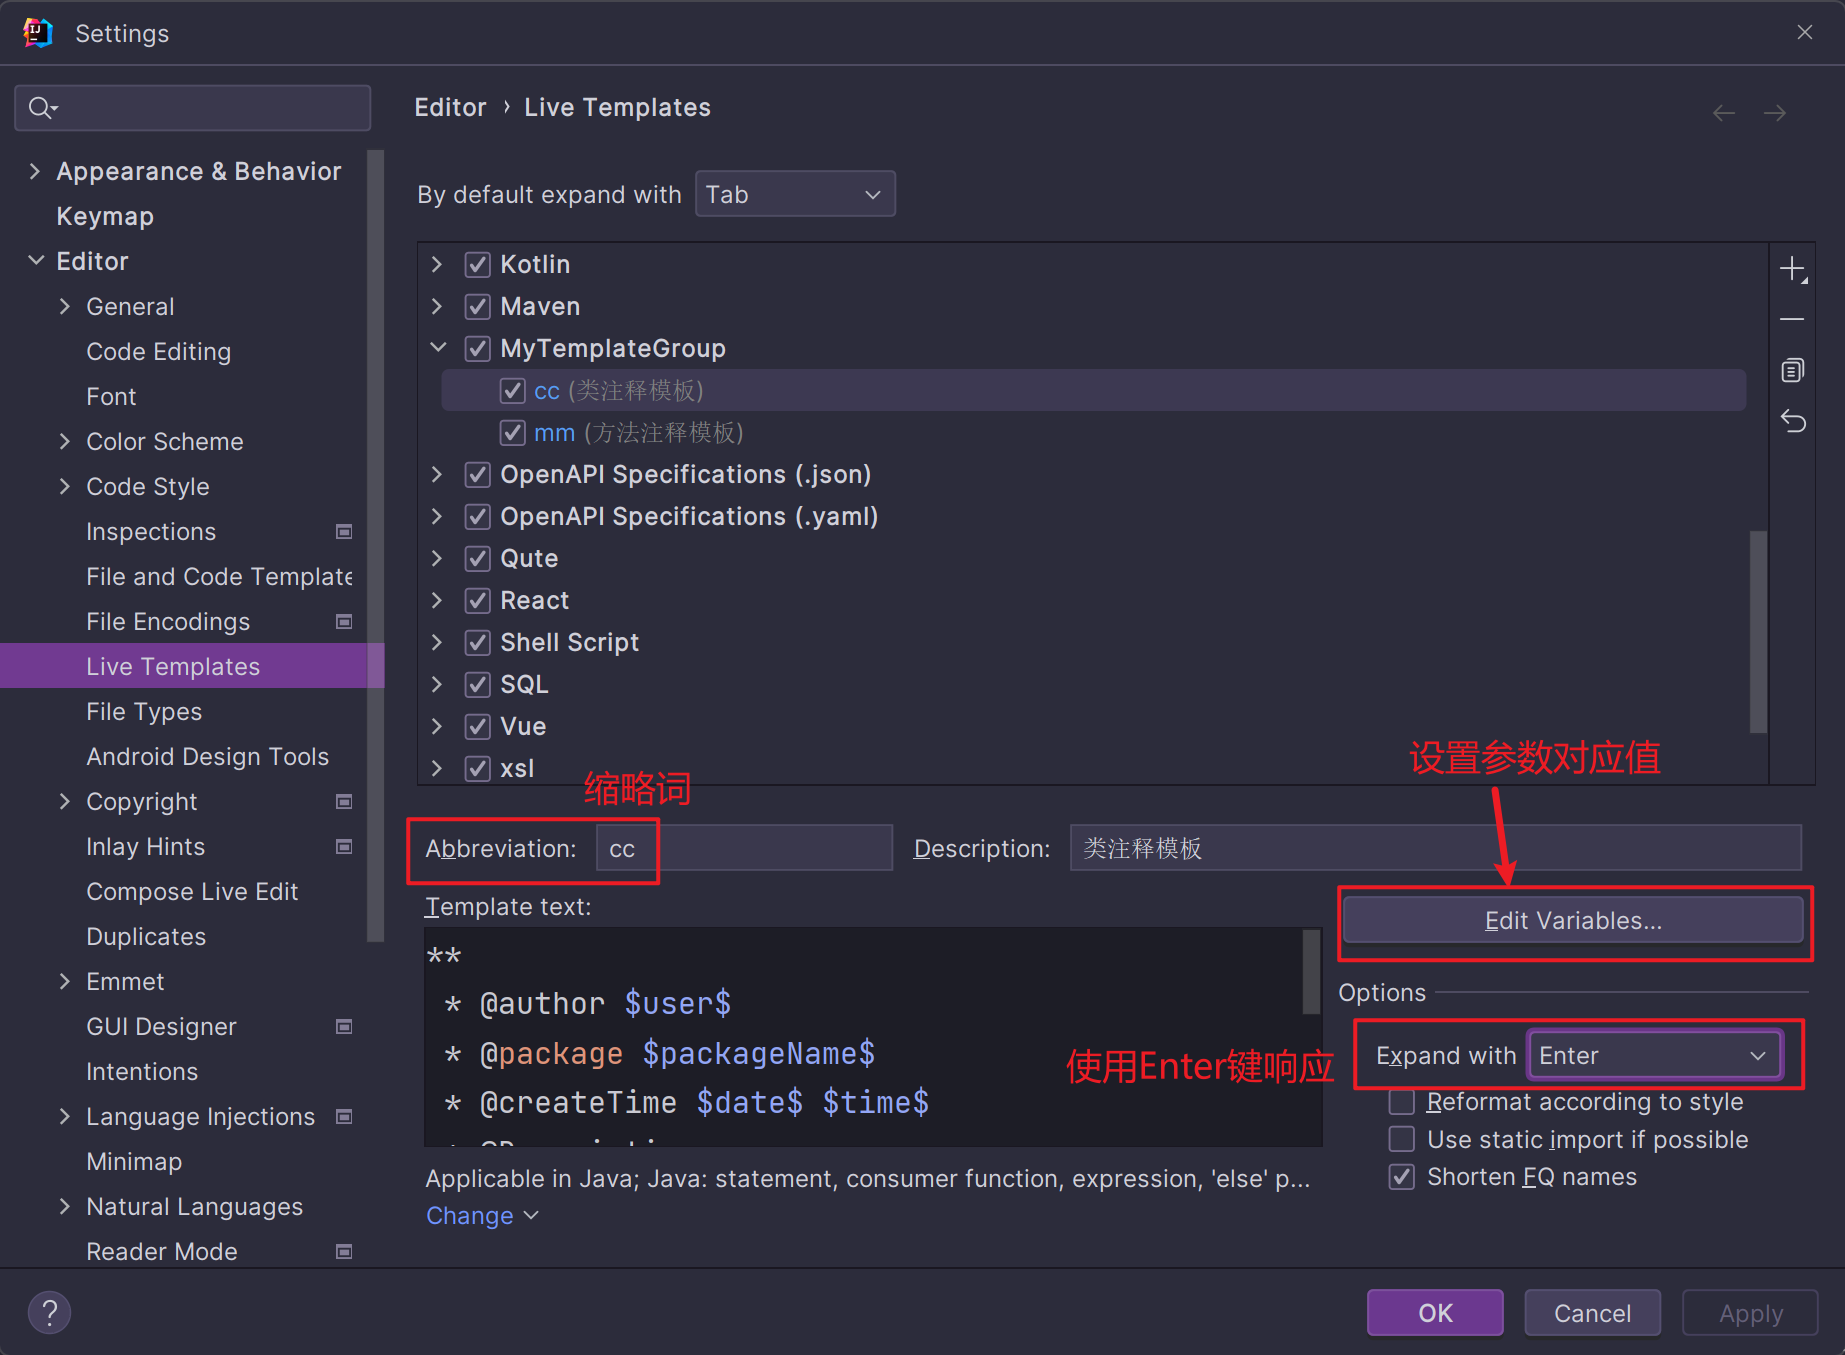 Settings
Editor › Live Templates
Appearance & Behavior
Keymap
Editor
General
Code Editing
Font
Color Scheme
Code Style
Inspections
File and Code Template
File Encodings
Live Templates
File Types
Android Design Tools
Copyright
Inlay Hints
Compose Live Edit
Duplicates
Emmet
GUI Designer
Intentions
Language Injections
Minimap
Natural Languages
Reader Mode
By default expand with Tab
Kotlin
Maven
MyTemplateGroup
cc (类注释模板)
mm (方法注释模板)
OpenAPI Specifications (.json)
OpenAPI Specifications (.yaml)
Qute
React
Shell Script
SQL
Vue
xsl
缩略词
设置参数对应值
Abbreviation: cc
Description: 类注释模板
Template text:
**
* @author $user$
* @package $packageName$
* @createTime $date$ $time$
Edit Variables...
Options
使用Enter键响应
Expand with Enter
Reformat according to style
Use static import if possible
Shorten FQ names
Applicable in Java; Java: statement, consumer function, expression, 'else' p...
Change
?
OK
Cancel
Apply